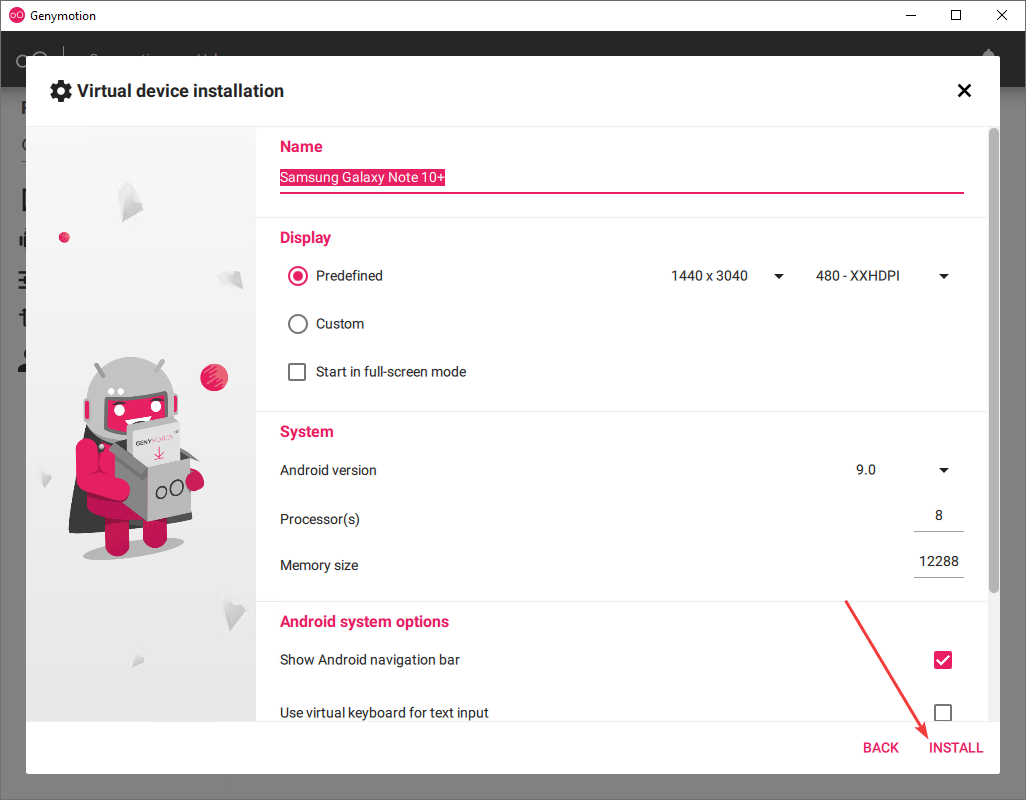 Genymotion
Virtual device installation
Name
Samsung Galaxy Note 10+
Display
Predefined
1440 x 3040
480 - XXHDPI
Custom
Start in full-screen mode
GENYMOTION
System
Android version
9.0
Processor(s)
8
Memory size
12288
Android system options
Show Android navigation bar
Use virtual keyboard for text input
BACK
INSTALL